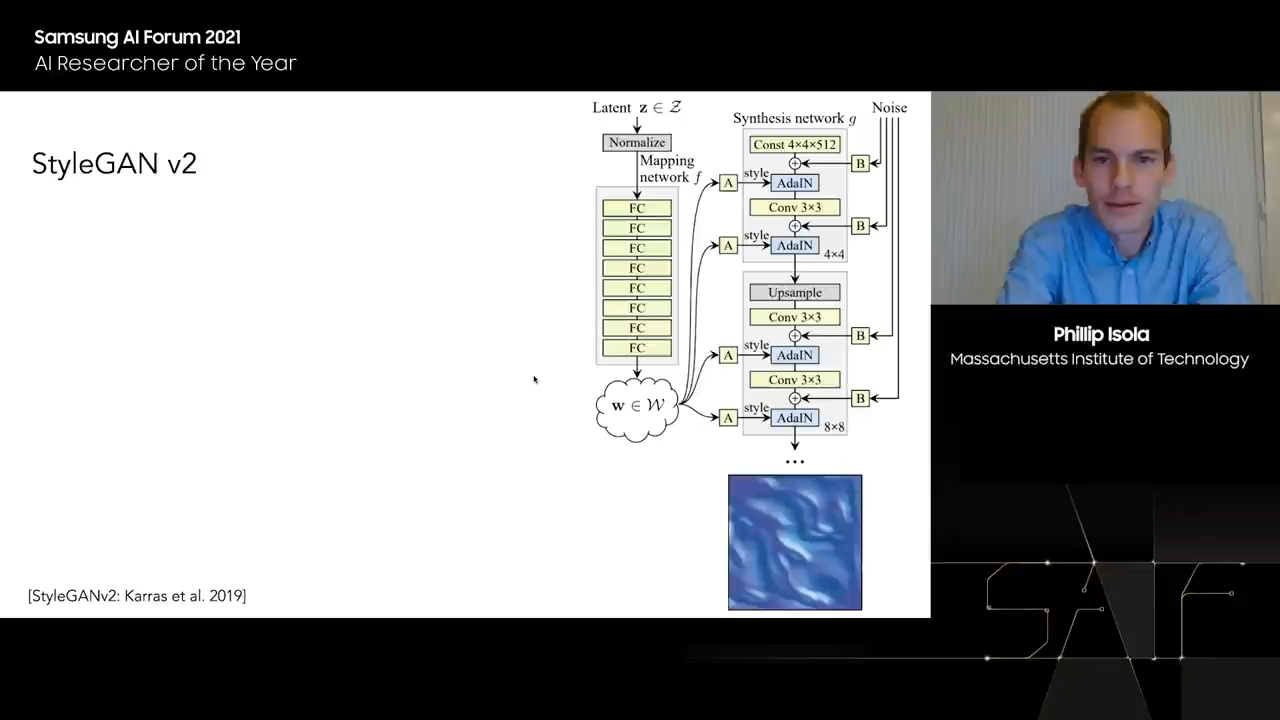 Samsung AI Forum 2021
AI Researcher of the Year
StyleGAN v2
Latent z ∈ Z
Normalize
Mapping
network f
FC
FC
FC
FC
FC
FC
FC
FC
w ∈ W
Synthesis network g
Noise
Const 4×4×512
B
A
style
AdaIN
Conv 3×3
B
A
style
AdaIN
4×4
Upsample
Conv 3×3
B
A
style
AdaIN
Conv 3×3
B
A
style
AdaIN
8×8
...
[StyleGANv2: Karras et al. 2019]
Phillip Isola
Massachusetts Institute of Technology
SAF